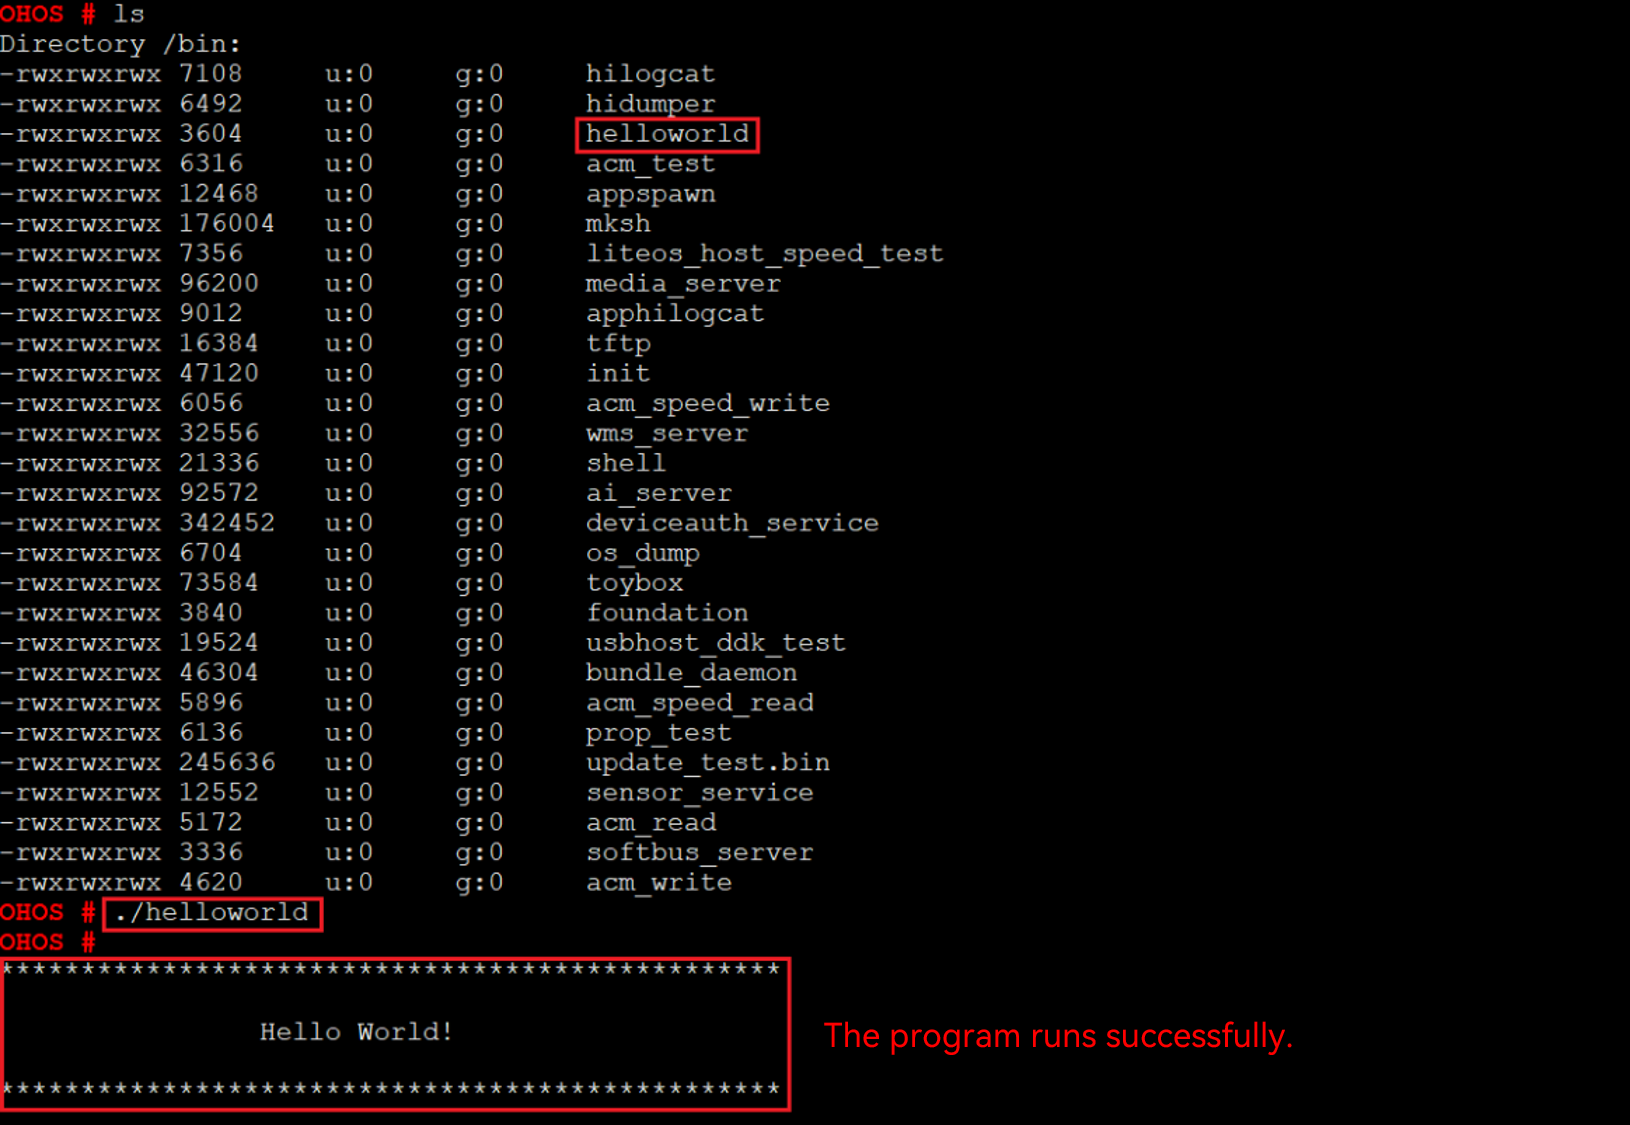 OHOS # ls
Directory /bin:
-rwxrwxrwx 7108 u:0 g:0 hilogcat
-rwxrwxrwx 6492 u:0 g:0 hidumper
-rwxrwxrwx 3604 u:0 g:0 helloworld
-rwxrwxrwx 6316 u:0 g:0 acm_test
-rwxrwxrwx 12468 u:0 g:0 appspawn
-rwxrwxrwx 176004 u:0 g:0 mksh
-rwxrwxrwx 7356 u:0 g:0 liteos_host_speed_test
-rwxrwxrwx 96200 u:0 g:0 media_server
-rwxrwxrwx 9012 u:0 g:0 apphilogcat
-rwxrwxrwx 16384 u:0 g:0 tftp
-rwxrwxrwx 47120 u:0 g:0 init
-rwxrwxrwx 6056 u:0 g:0 acm_speed_write
-rwxrwxrwx 32556 u:0 g:0 wms_server
-rwxrwxrwx 21336 u:0 g:0 shell
-rwxrwxrwx 92572 u:0 g:0 ai_server
-rwxrwxrwx 342452 u:0 g:0 deviceauth_service
-rwxrwxrwx 6704 u:0 g:0 os_dump
-rwxrwxrwx 73584 u:0 g:0 toybox
-rwxrwxrwx 3840 u:0 g:0 foundation
-rwxrwxrwx 19524 u:0 g:0 usbhost_ddk_test
-rwxrwxrwx 46304 u:0 g:0 bundle_daemon
-rwxrwxrwx 5896 u:0 g:0 acm_speed_read
-rwxrwxrwx 6136 u:0 g:0 prop_test
-rwxrwxrwx 245636 u:0 g:0 update_test.bin
-rwxrwxrwx 12552 u:0 g:0 sensor_service
-rwxrwxrwx 5172 u:0 g:0 acm_read
-rwxrwxrwx 3336 u:0 g:0 softbus_server
-rwxrwxrwx 4620 u:0 g:0 acm_write
OHOS # ./helloworld
OHOS #
************************************************
Hello World!
The program runs successfully.
************************************************